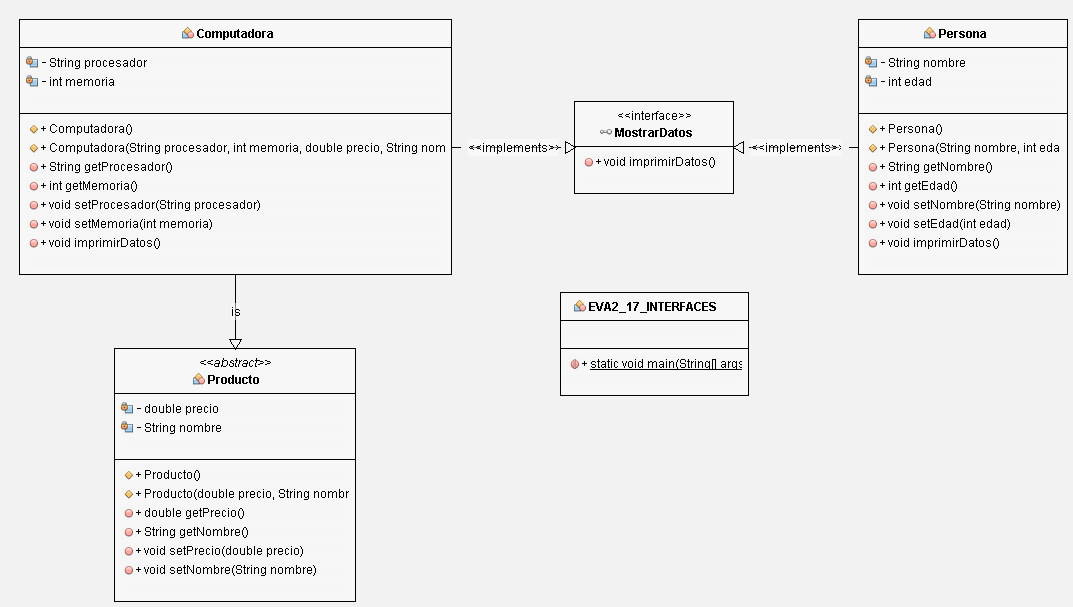 Computadora
- String procesador
- int memoria
+ Computadora()
+ Computadora(String procesador, int memoria, double precio, String nom
+ String getProcesador()
+ int getMemoria()
+ void setProcesador(String procesador)
+ void setMemoria(int memoria)
+ void imprimirDatos()
<<implements>>
<<interface>>
MostrarDatos
+ void imprimirDatos()
<<implements>>
Persona
- String nombre
- int edad
+ Persona()
+ Persona(String nombre, int eda
+ String getNombre()
+ int getEdad()
+ void setNombre(String nombre)
+ void setEdad(int edad)
+ void imprimirDatos()
is
EVA2_17_INTERFACES
+ static void main(String[] args
<<abstract>>
Producto
- double precio
- String nombre
+ Producto()
+ Producto(double precio, String nombr
+ double getPrecio()
+ String getNombre()
+ void setPrecio(double precio)
+ void setNombre(String nombre)